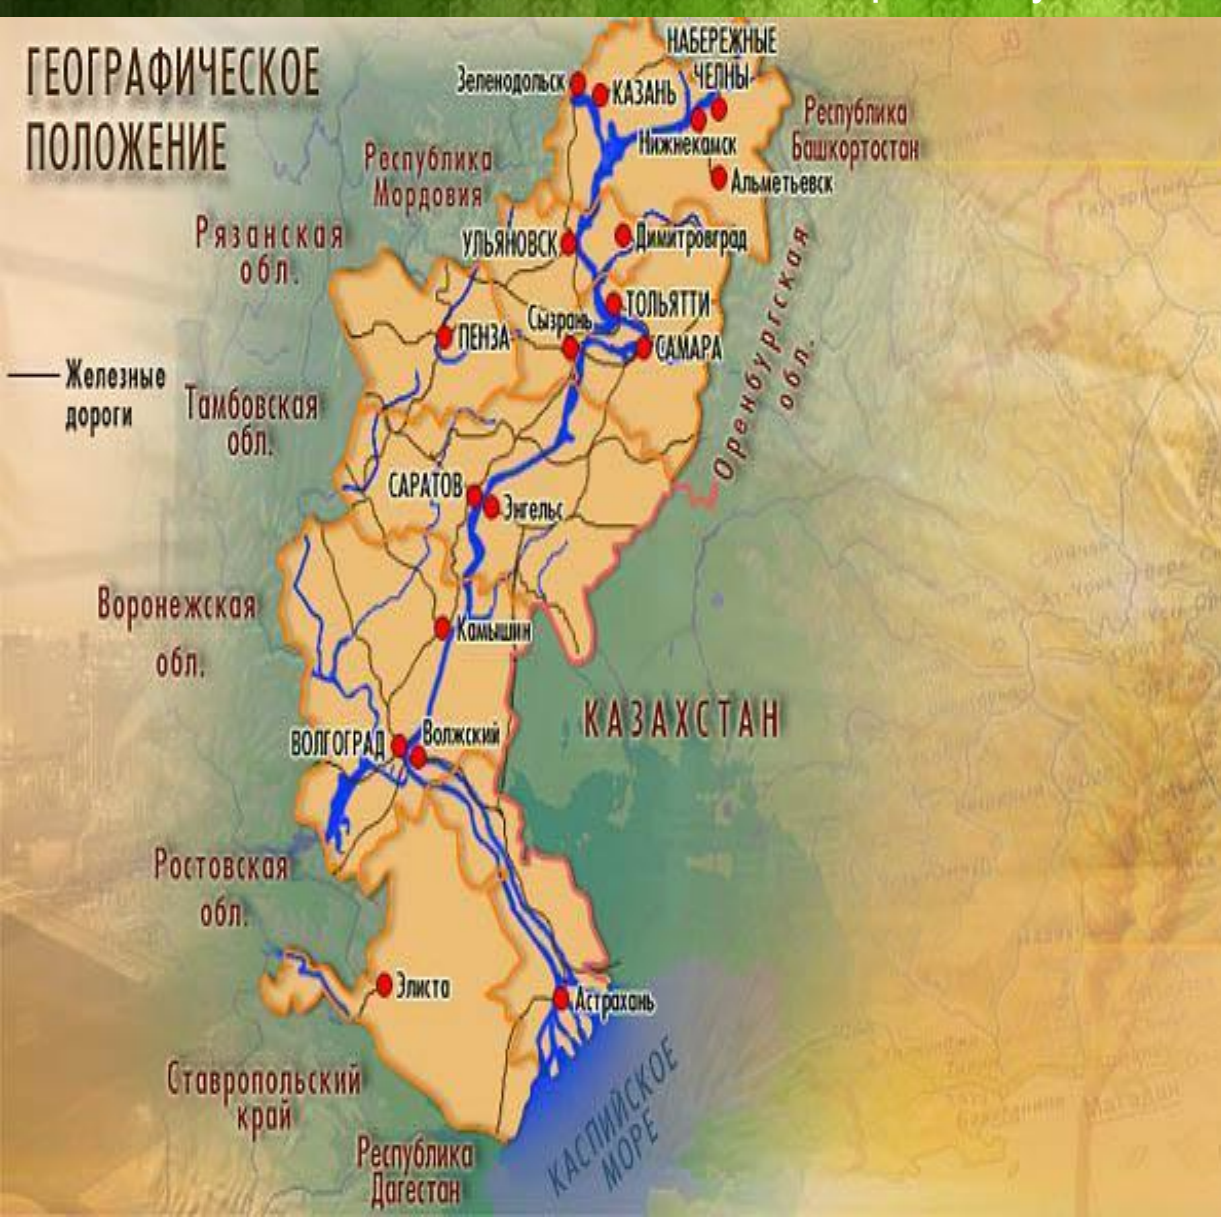 ГЕОГРАФИЧЕСКОЕ
ПОЛОЖЕНИЕ
НАБЕРЕЖНЫЕ
ЧЕЛНЫ
Зеленодольск
КАЗАНЬ
Республика
Башкортостан
Нижнекамск
Республика
Мордовия
Альметьевск
Рязанская
обл.
УЛЬЯНОВСК
Димитровград
Оренбургская
обл.
ТОЛЬЯТТИ
Сызрань
ПЕНЗА
САМАРА
Железные
дороги
Тамбовская
обл.
САРАТОВ
Энгельс
Воронежская
обл.
Камышин
КАЗАХСТАН
ВОЛГОГРАД
Волжский
Ростовская
обл.
Элиста
Астрахань
Ставропольский
край
КАСПИЙСКОЕ
МОРЕ
Республика
Дагестан
Магадан